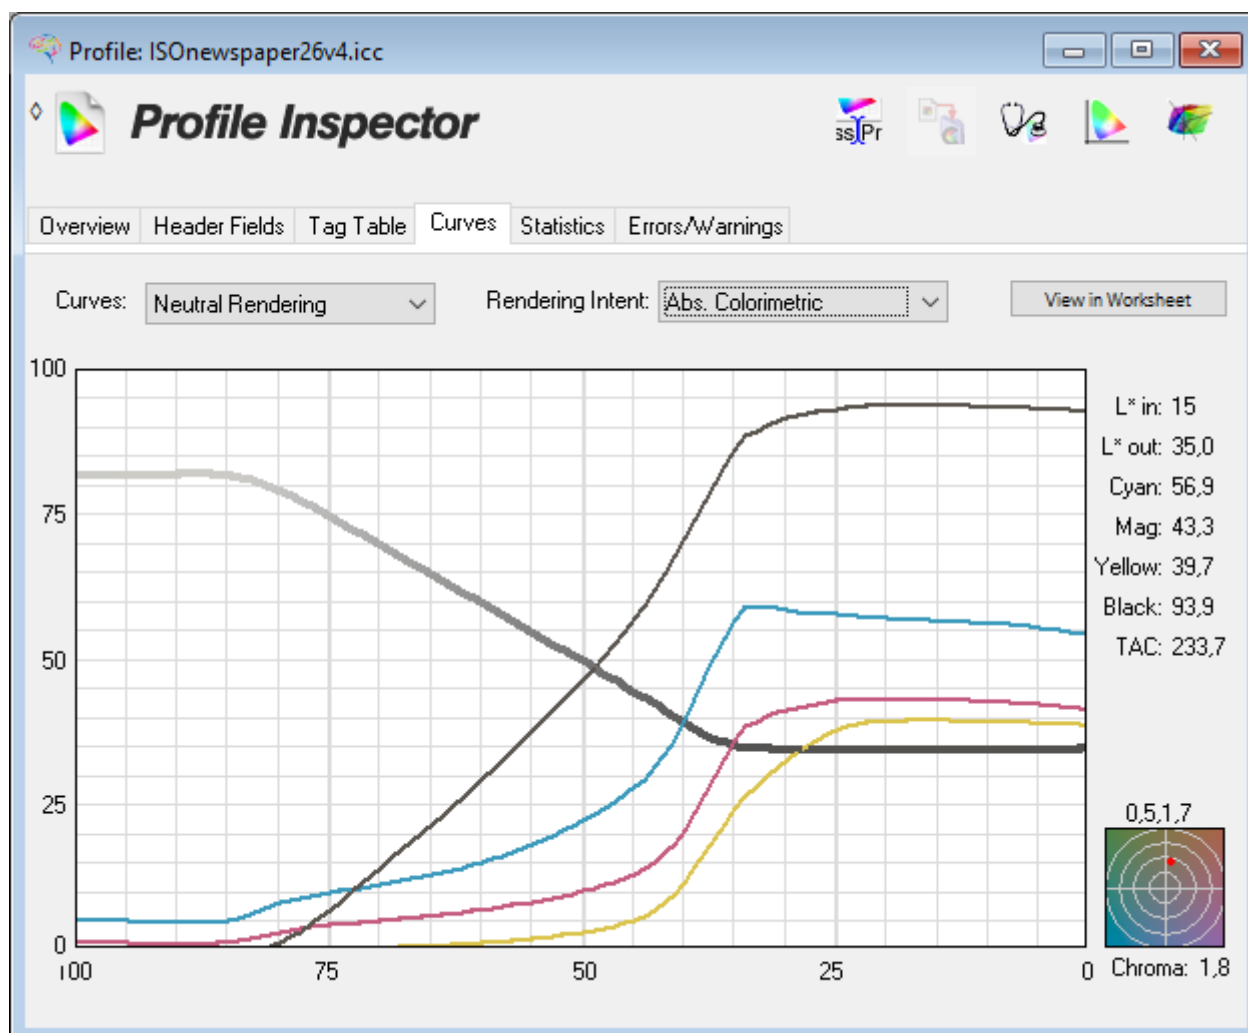 Profile: ISOnewspaper26v4.icc
Profile Inspector
ss Pr
Overview Header Fields Tag Table Curves Statistics Errors/Warnings
Curves: Neutral Rendering Rendering Intent: Abs. Colorimetric View in Worksheet
100
75
50
25
0
100 75 50 25 0
L* in: 15
L* out: 35,0
Cyan: 56,9
Mag: 43,3
Yellow: 39,7
Black: 93,9
TAC: 233,7
0,5,1,7
Chroma: 1,8